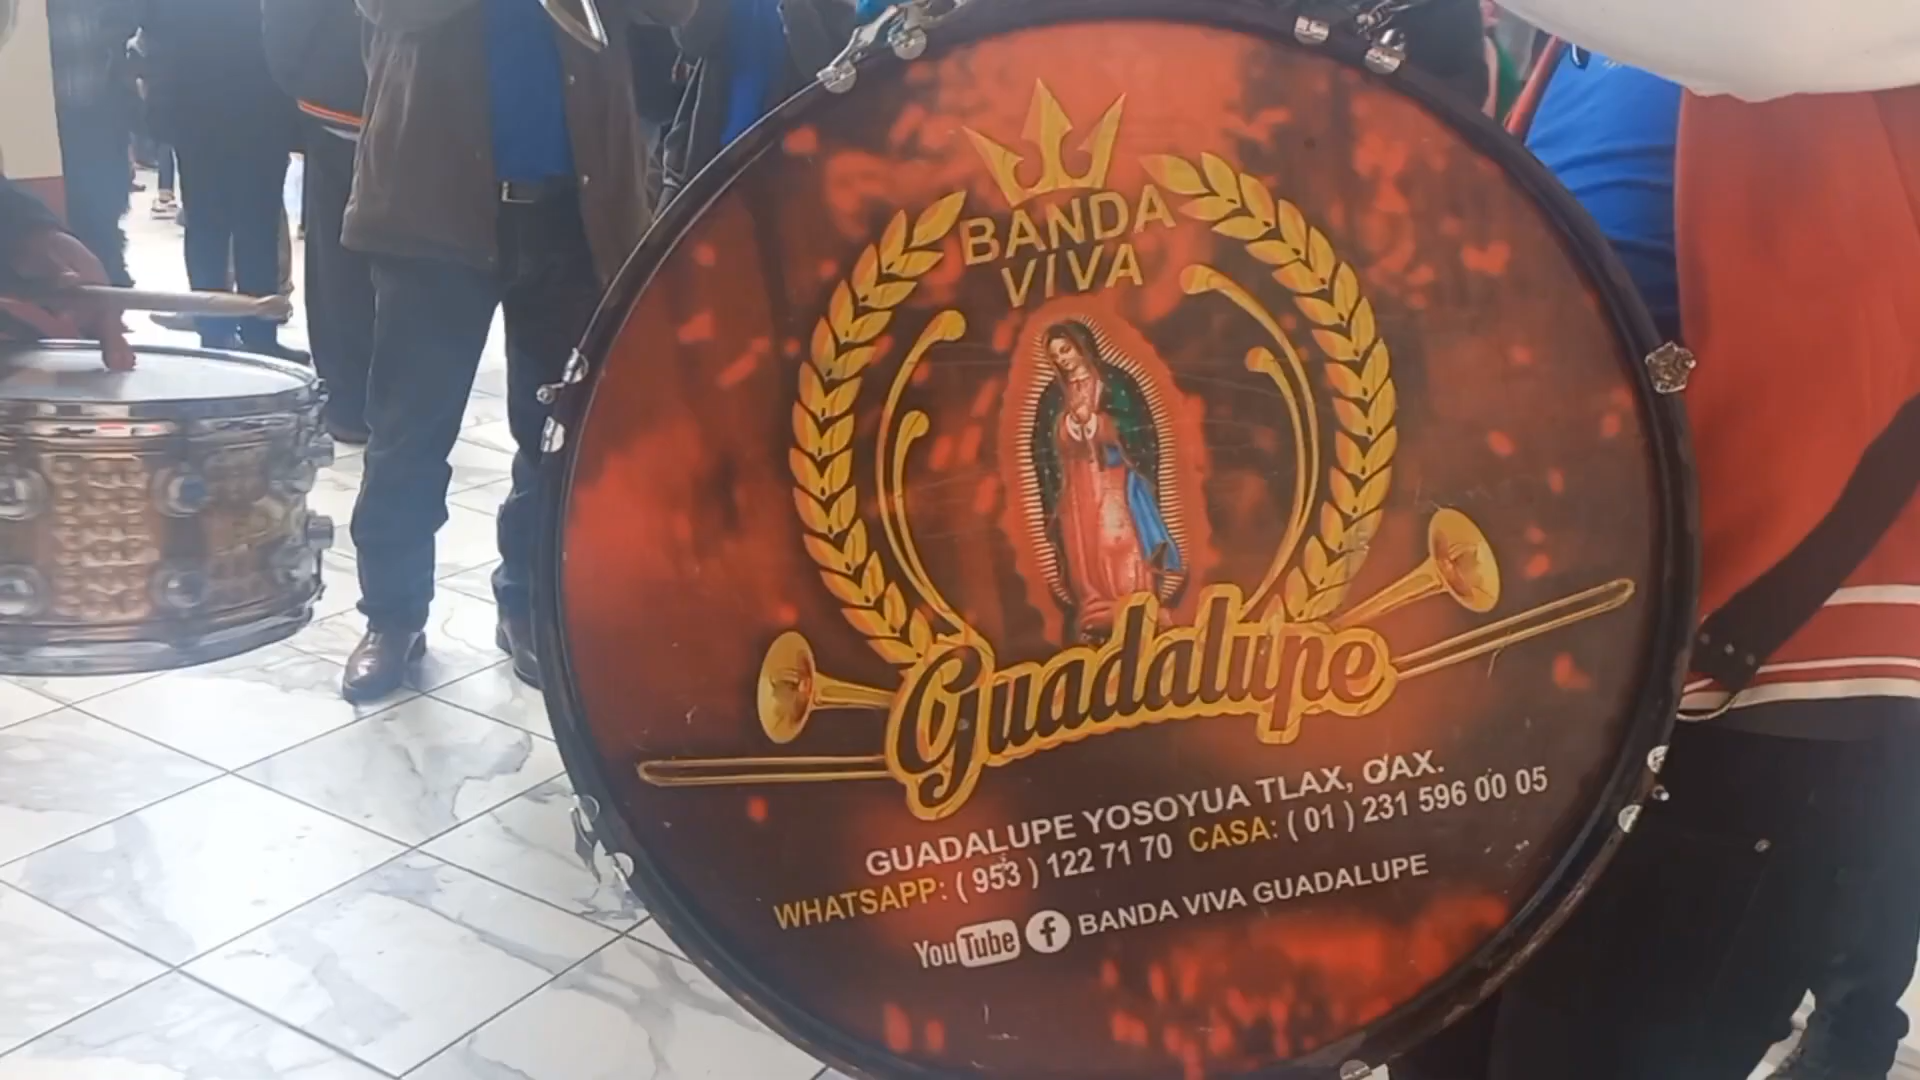 BANDA
VIVA
Guadalupe
GUADALUPE YOSOYUA TLAX, OAX.
WHATSAPP: ( 953 ) 122 71 70 CASA: ( 01 ) 231 596 00 05
YouTube f BANDA VIVA GUADALUPE